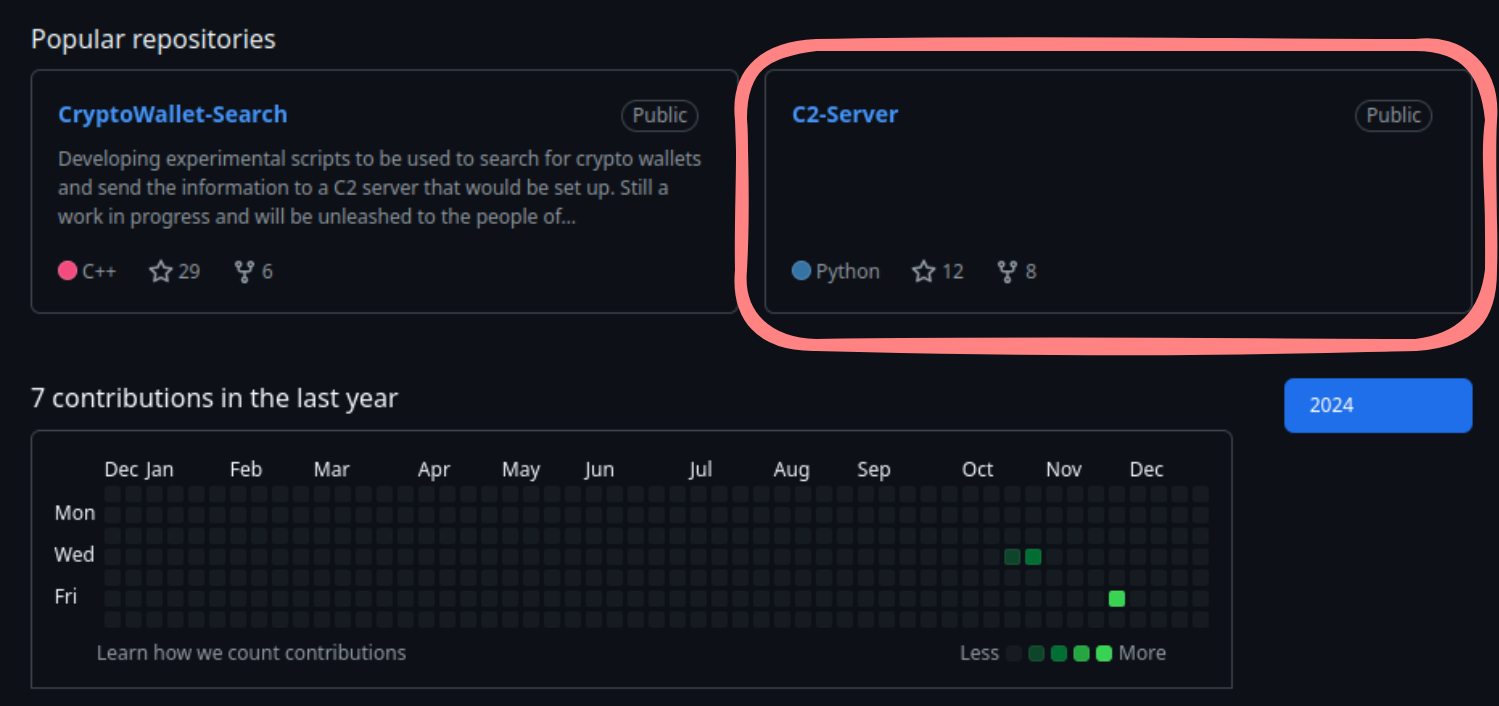 Popular repositories
CryptoWallet-Search
Public
Developing experimental scripts to be used to search for crypto wallets
and send the information to a C2 server that would be set up. Still a
work in progress and will be unleashed to the people of...
C++ 29 6
C2-Server
Public
Python 12 8
7 contributions in the last year
2024
Dec Jan Feb Mar Apr May Jun Jul Aug Sep Oct Nov Dec
Mon
Wed
Fri
Learn how we count contributions
Less More